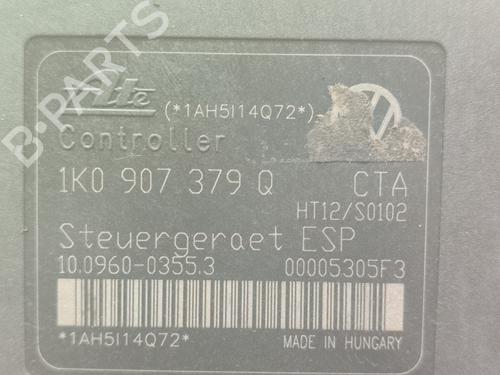 B-PARTS
Ate
(*1AH5I14Q72*)
Controller
1K0 907 379 Q CTA
HT12/S0102
Steuergeraet ESP
10.0960-0355.3 00005305F3
*1AH5I14Q72* MADE IN HUNGARY